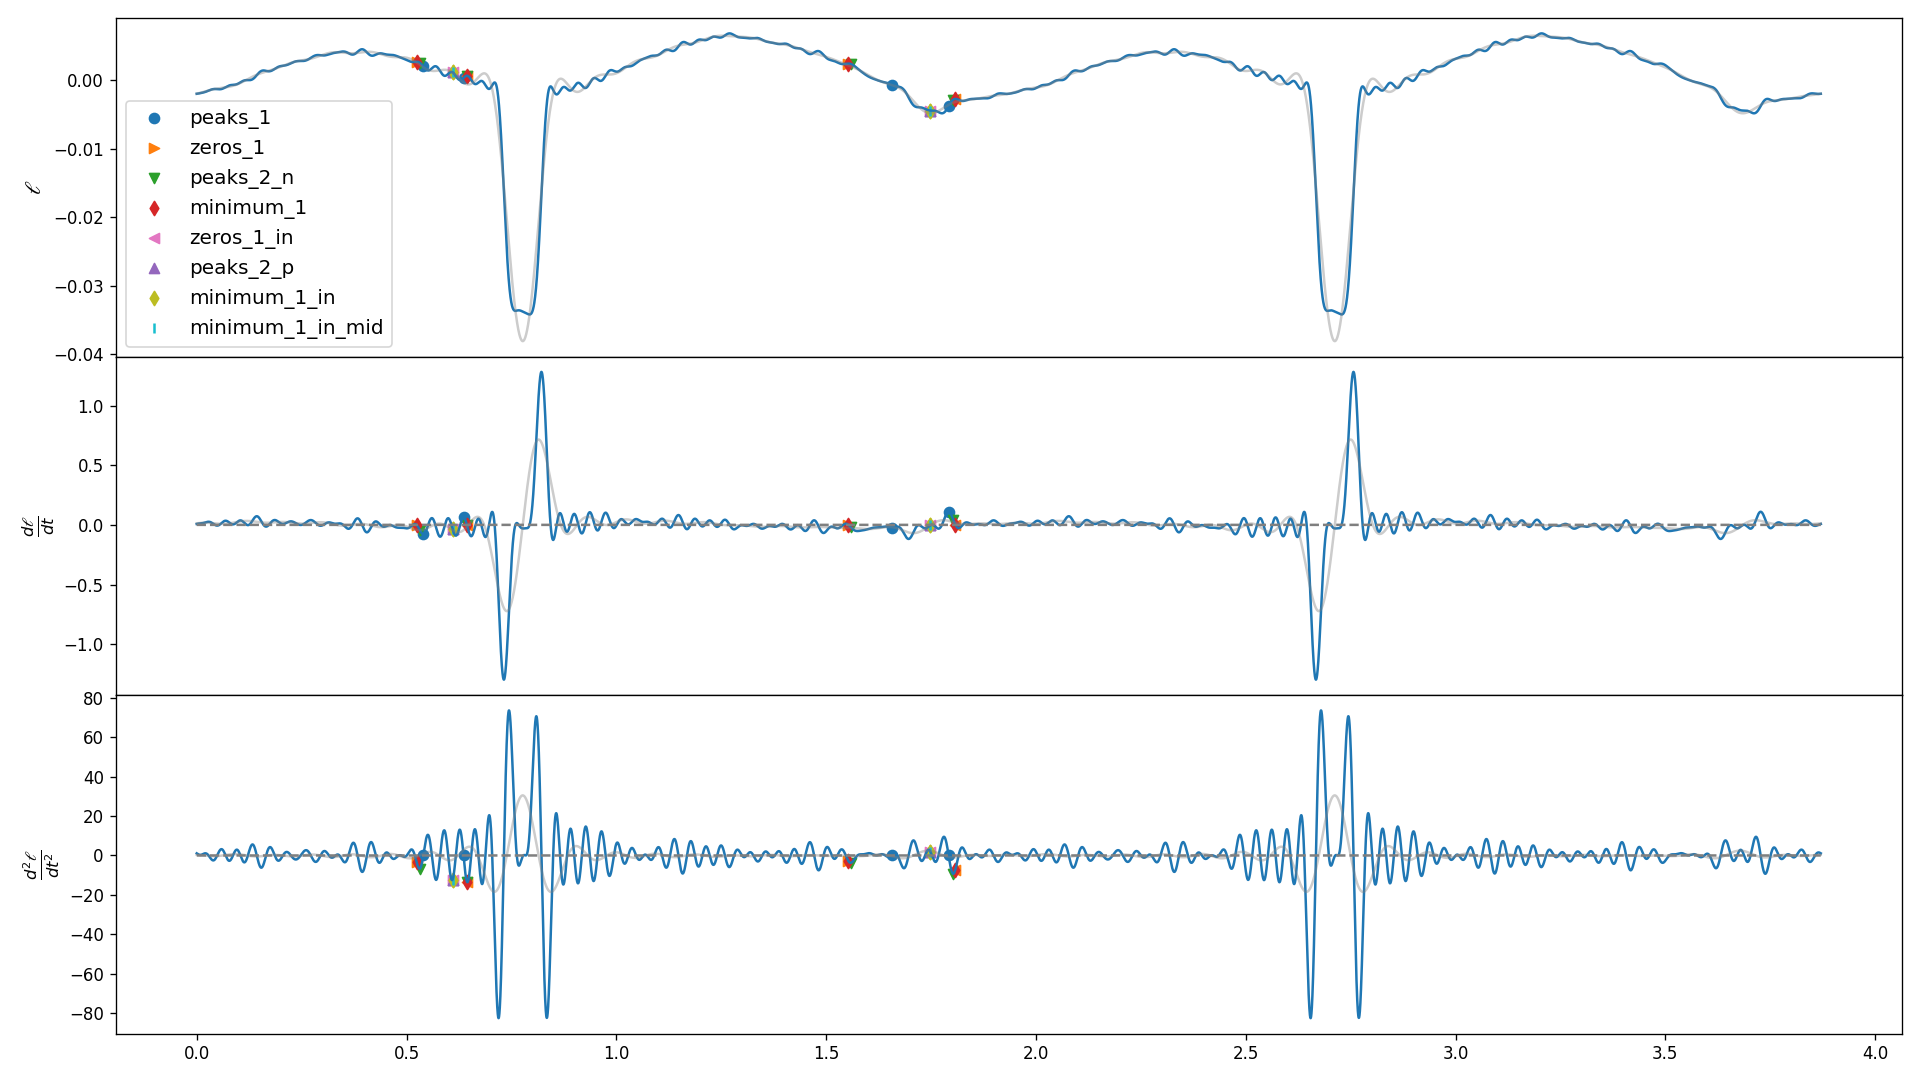 ℓ
0.00
−0.01
−0.02
−0.03
−0.04
peaks_1
zeros_1
peaks_2_n
minimum_1
zeros_1_in
peaks_2_p
minimum_1_in
minimum_1_in_mid
dℓ/dt
1.0
0.5
0.0
−0.5
−1.0
d²ℓ/dt²
80
60
40
20
0
−20
−40
−60
−80
0.0 0.5 1.0 1.5 2.0 2.5 3.0 3.5 4.0